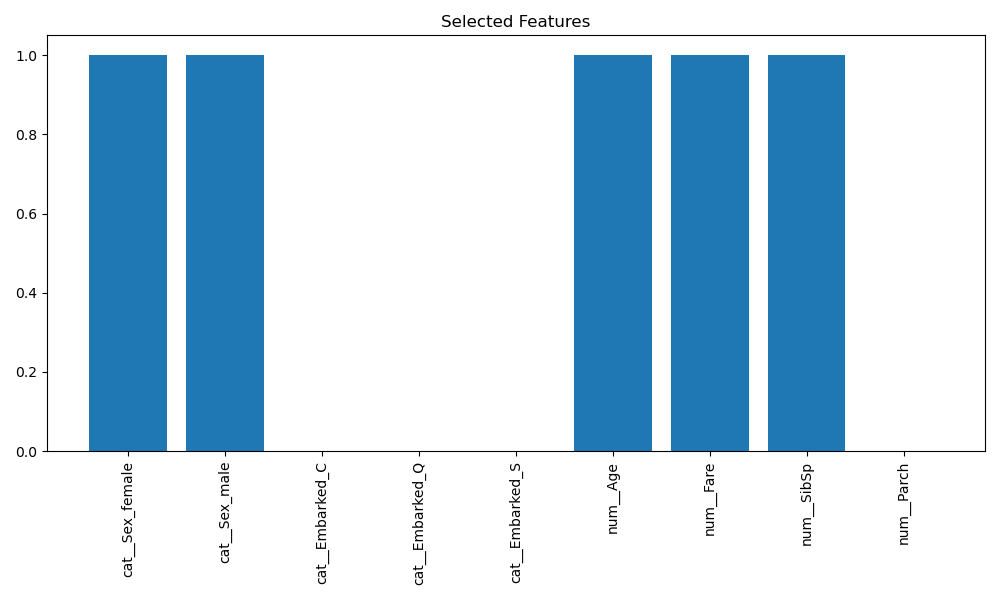 Selected Features
1.0
0.8
0.6
0.4
0.2
0.0
cat__Sex_female
cat__Sex_male
cat__Embarked_C
cat__Embarked_Q
cat__Embarked_S
num__Age
num__Fare
num__SibSp
num__Parch